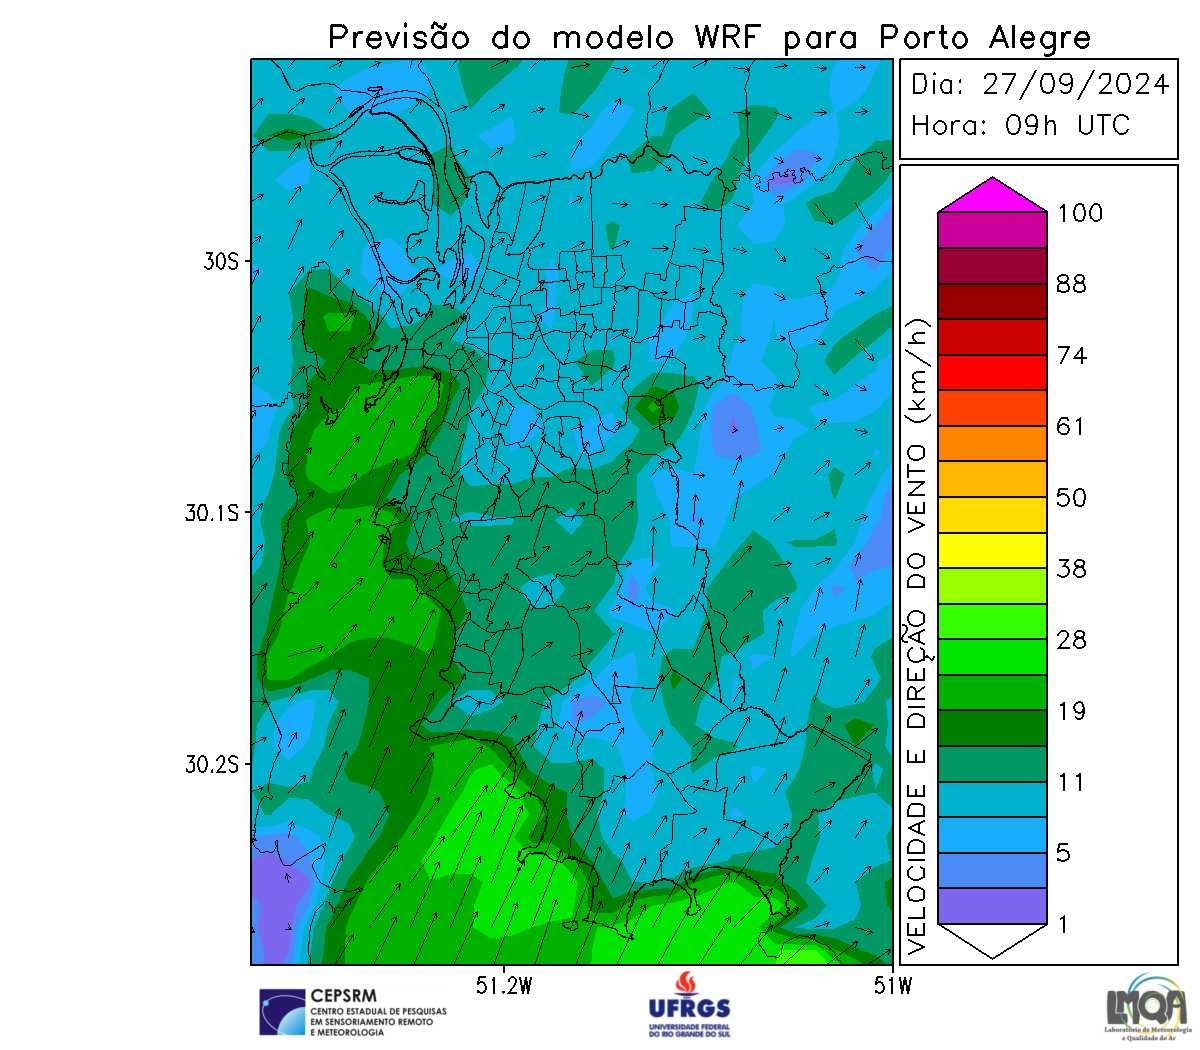 Previsão do modelo WRF para Porto Alegre
Dia: 27/09/2024
Hora: 09h UTC
30S
30.1S
30.2S
51.2W
51W
VELOCIDADE E DIREÇÃO DO VENTO (km/h)
100
88
74
61
50
38
28
19
11
5
1
CEPSRM
CENTRO ESTADUAL DE PESQUISAS
EM SENSORIAMENTO REMOTO
E METEOROLOGIA
UFRGS
UNIVERSIDADE FEDERAL
DO RIO GRANDE DO SUL
LMQA
Laboratório de Meteorologia
e Qualidade do Ar